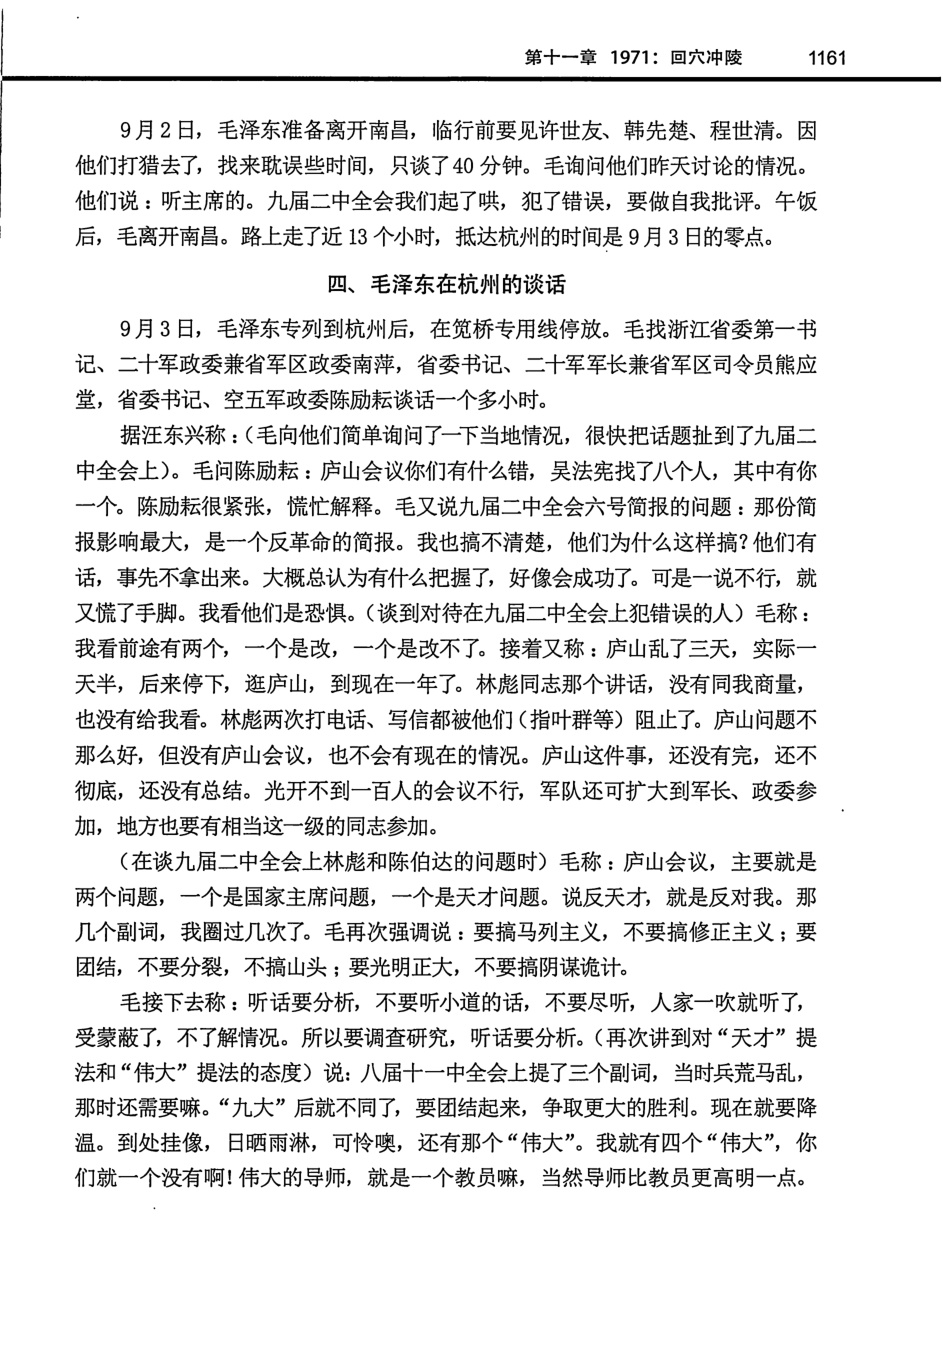 第十一章 1971：回穴冲陵 1161
9月2日，毛泽东准备离开南昌，临行前要见许世友、韩先楚、程世清。因
他们打猎去了，找来耽误些时间，只谈了40分钟。毛询问他们昨天讨论的情况。
他们说：听主席的。九届二中全会我们起了哄，犯了错误，要做自我批评。午饭
后，毛离开南昌。路上走了近13个小时，抵达杭州的时间是9月3日的零点。
四、毛泽东在杭州的谈话
9月3日，毛泽东专列到杭州后，在笕桥专用线停放。毛找浙江省委第一书
记、二十军政委兼省军区政委南萍，省委书记、二十军军长兼省军区司令员熊应
堂，省委书记、空五军政委陈励耘谈话一个多小时。
据汪东兴称：（毛向他们简单询问了一下当地情况，很快把话题扯到了九届二
中全会上）。毛问陈励耘：庐山会议你们有什么错，吴法宪找了八个人，其中有你
一个。陈励耘很紧张，慌忙解释。毛又说九届二中全会六号简报的问题：那份简
报影响最大，是一个反革命的简报。我也搞不清楚，他们为什么这样搞？他们有
话，事先不拿出来。大概总认为有什么把握了，好像会成功了。可是一说不行，就
又慌了手脚。我看他们是恐惧。（谈到对待在九届二中全会上犯错误的人）毛称：
我看前途有两个，一个是改，一个是改不了。接着又称：庐山乱了三天，实际一
天半，后来停下，逛庐山，到现在一年了。林彪同志那个讲话，没有同我商量，
也没有给我看。林彪两次打电话、写信都被他们（指叶群等）阻止了。庐山问题不
那么好，但没有庐山会议，也不会有现在的情况。庐山这件事，还没有完，还不
彻底，还没有总结。光开不到一百人的会议不行，军队还可扩大到军长、政委参
加，地方也要有相当这一级的同志参加。
（在谈九届二中全会上林彪和陈伯达的问题时）毛称：庐山会议，主要就是
两个问题，一个是国家主席问题，一个是天才问题。说反天才，就是反对我。那
几个副词，我圈过几次了。毛再次强调说：要搞马列主义，不要搞修正主义；要
团结，不要分裂，不搞山头；要光明正大，不要搞阴谋诡计。
毛接下去称：听话要分析，不要听小道的话，不要尽听，人家一吹就听了，
受蒙蔽了，不了解情况。所以要调查研究，听话要分析。（再次讲到对“天才”提
法和“伟大”提法的态度）说：八届十一中全会上提了三个副词，当时兵荒马乱，
那时还需要嘛。“九大”后就不同了，要团结起来，争取更大的胜利。现在就要降
温。到处挂像，日晒雨淋，可怜噢，还有那个“伟大”。我就有四个“伟大”，你
们就一个没有啊！伟大的导师，就是一个教员嘛，当然导师比教员更高明一点。